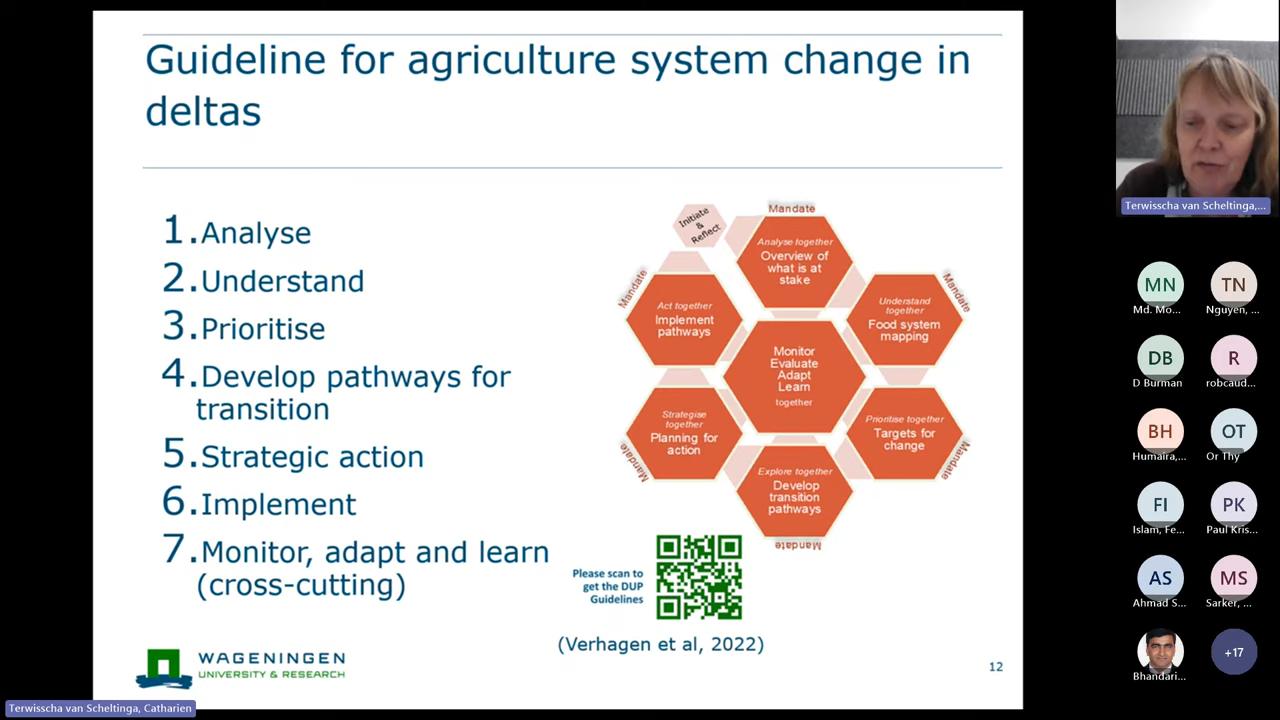 Guideline for agriculture system change in
deltas
1. Analyse
2. Understand
3. Prioritise
4. Develop pathways for
transition
5. Strategic action
6. Implement
7. Monitor, adapt and learn
(cross-cutting)
Initiate
&
Reflect
Mandate
Analyse together
Overview of
what is at
stake
Mandate
Understand
together
Food system
mapping
Mandate
Prioritise together
Targets for
change
Mandate
Explore together
Develop
transition
pathways
Mandate
Strategise
together
Planning for
action
Mandate
Act together
Implement
pathways
Monitor
Evaluate
Adapt
Learn
together
Please scan to
get the DUP
Guidelines
(Verhagen et al, 2022)
WAGENINGEN
UNIVERSITY & RESEARCH
12
Terwisscha van Scheltinga, Catharien
Terwisscha van Scheltinga,...
MN
Md. Mo...
TN
Nguyen, ...
DB
D Burman
R
robcaud...
BH
Humaira,...
OT
Or Thy
FI
Islam, Fe...
PK
Paul Kris...
AS
Ahmad S...
MS
Sarker, ...
Bhandari...
+17